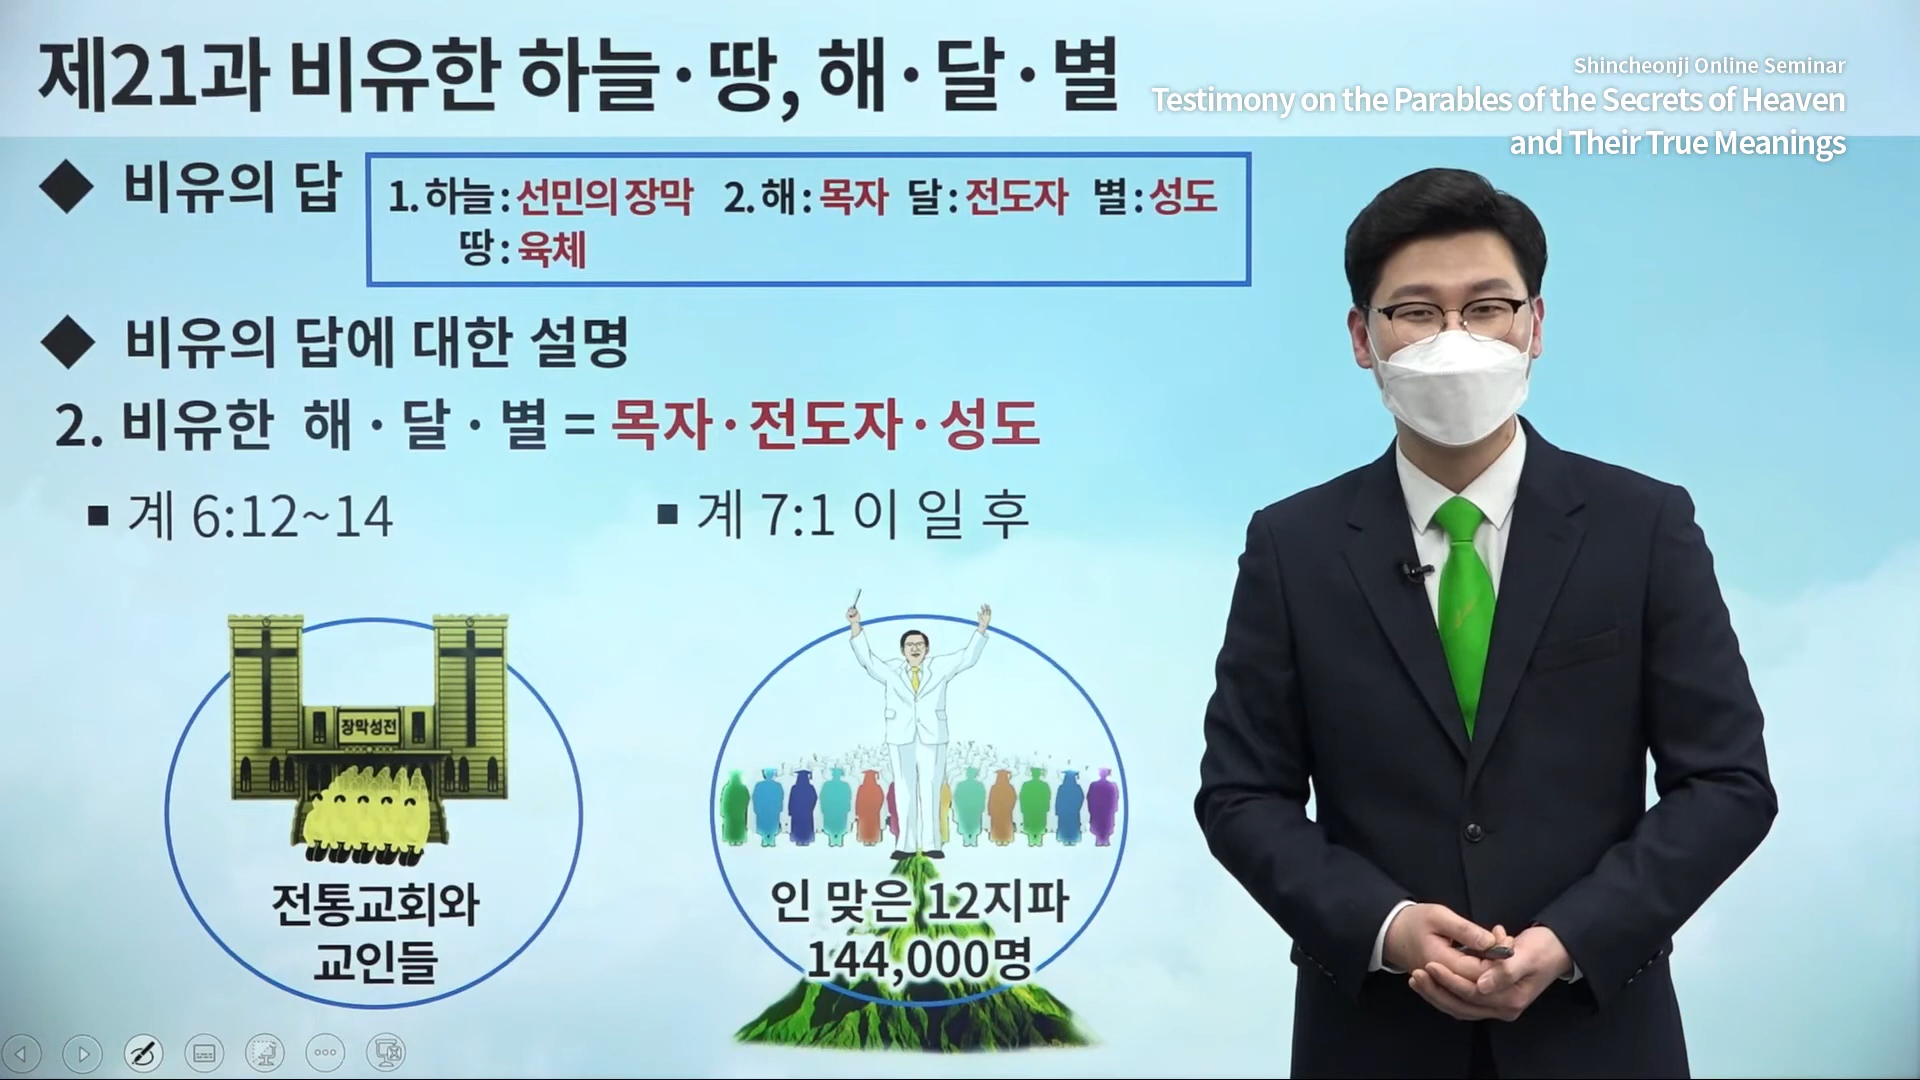 제21과 비유한 하늘·땅, 해·달·별
Shincheonji Online Seminar
Testimony on the Parables of the Secrets of Heaven
and Their True Meanings
◆ 비유의 답
1. 하늘 : 선민의 장막 2. 해 : 목자 달 : 전도자 별 : 성도
땅 : 육체
◆ 비유의 답에 대한 설명
2. 비유한 해 · 달 · 별 = 목자 · 전도자 · 성도
▪ 계 6:12~14
▪ 계 7:1 이 일 후
장막성전
전통교회와
교인들
인 맞은 12지파
144,000명